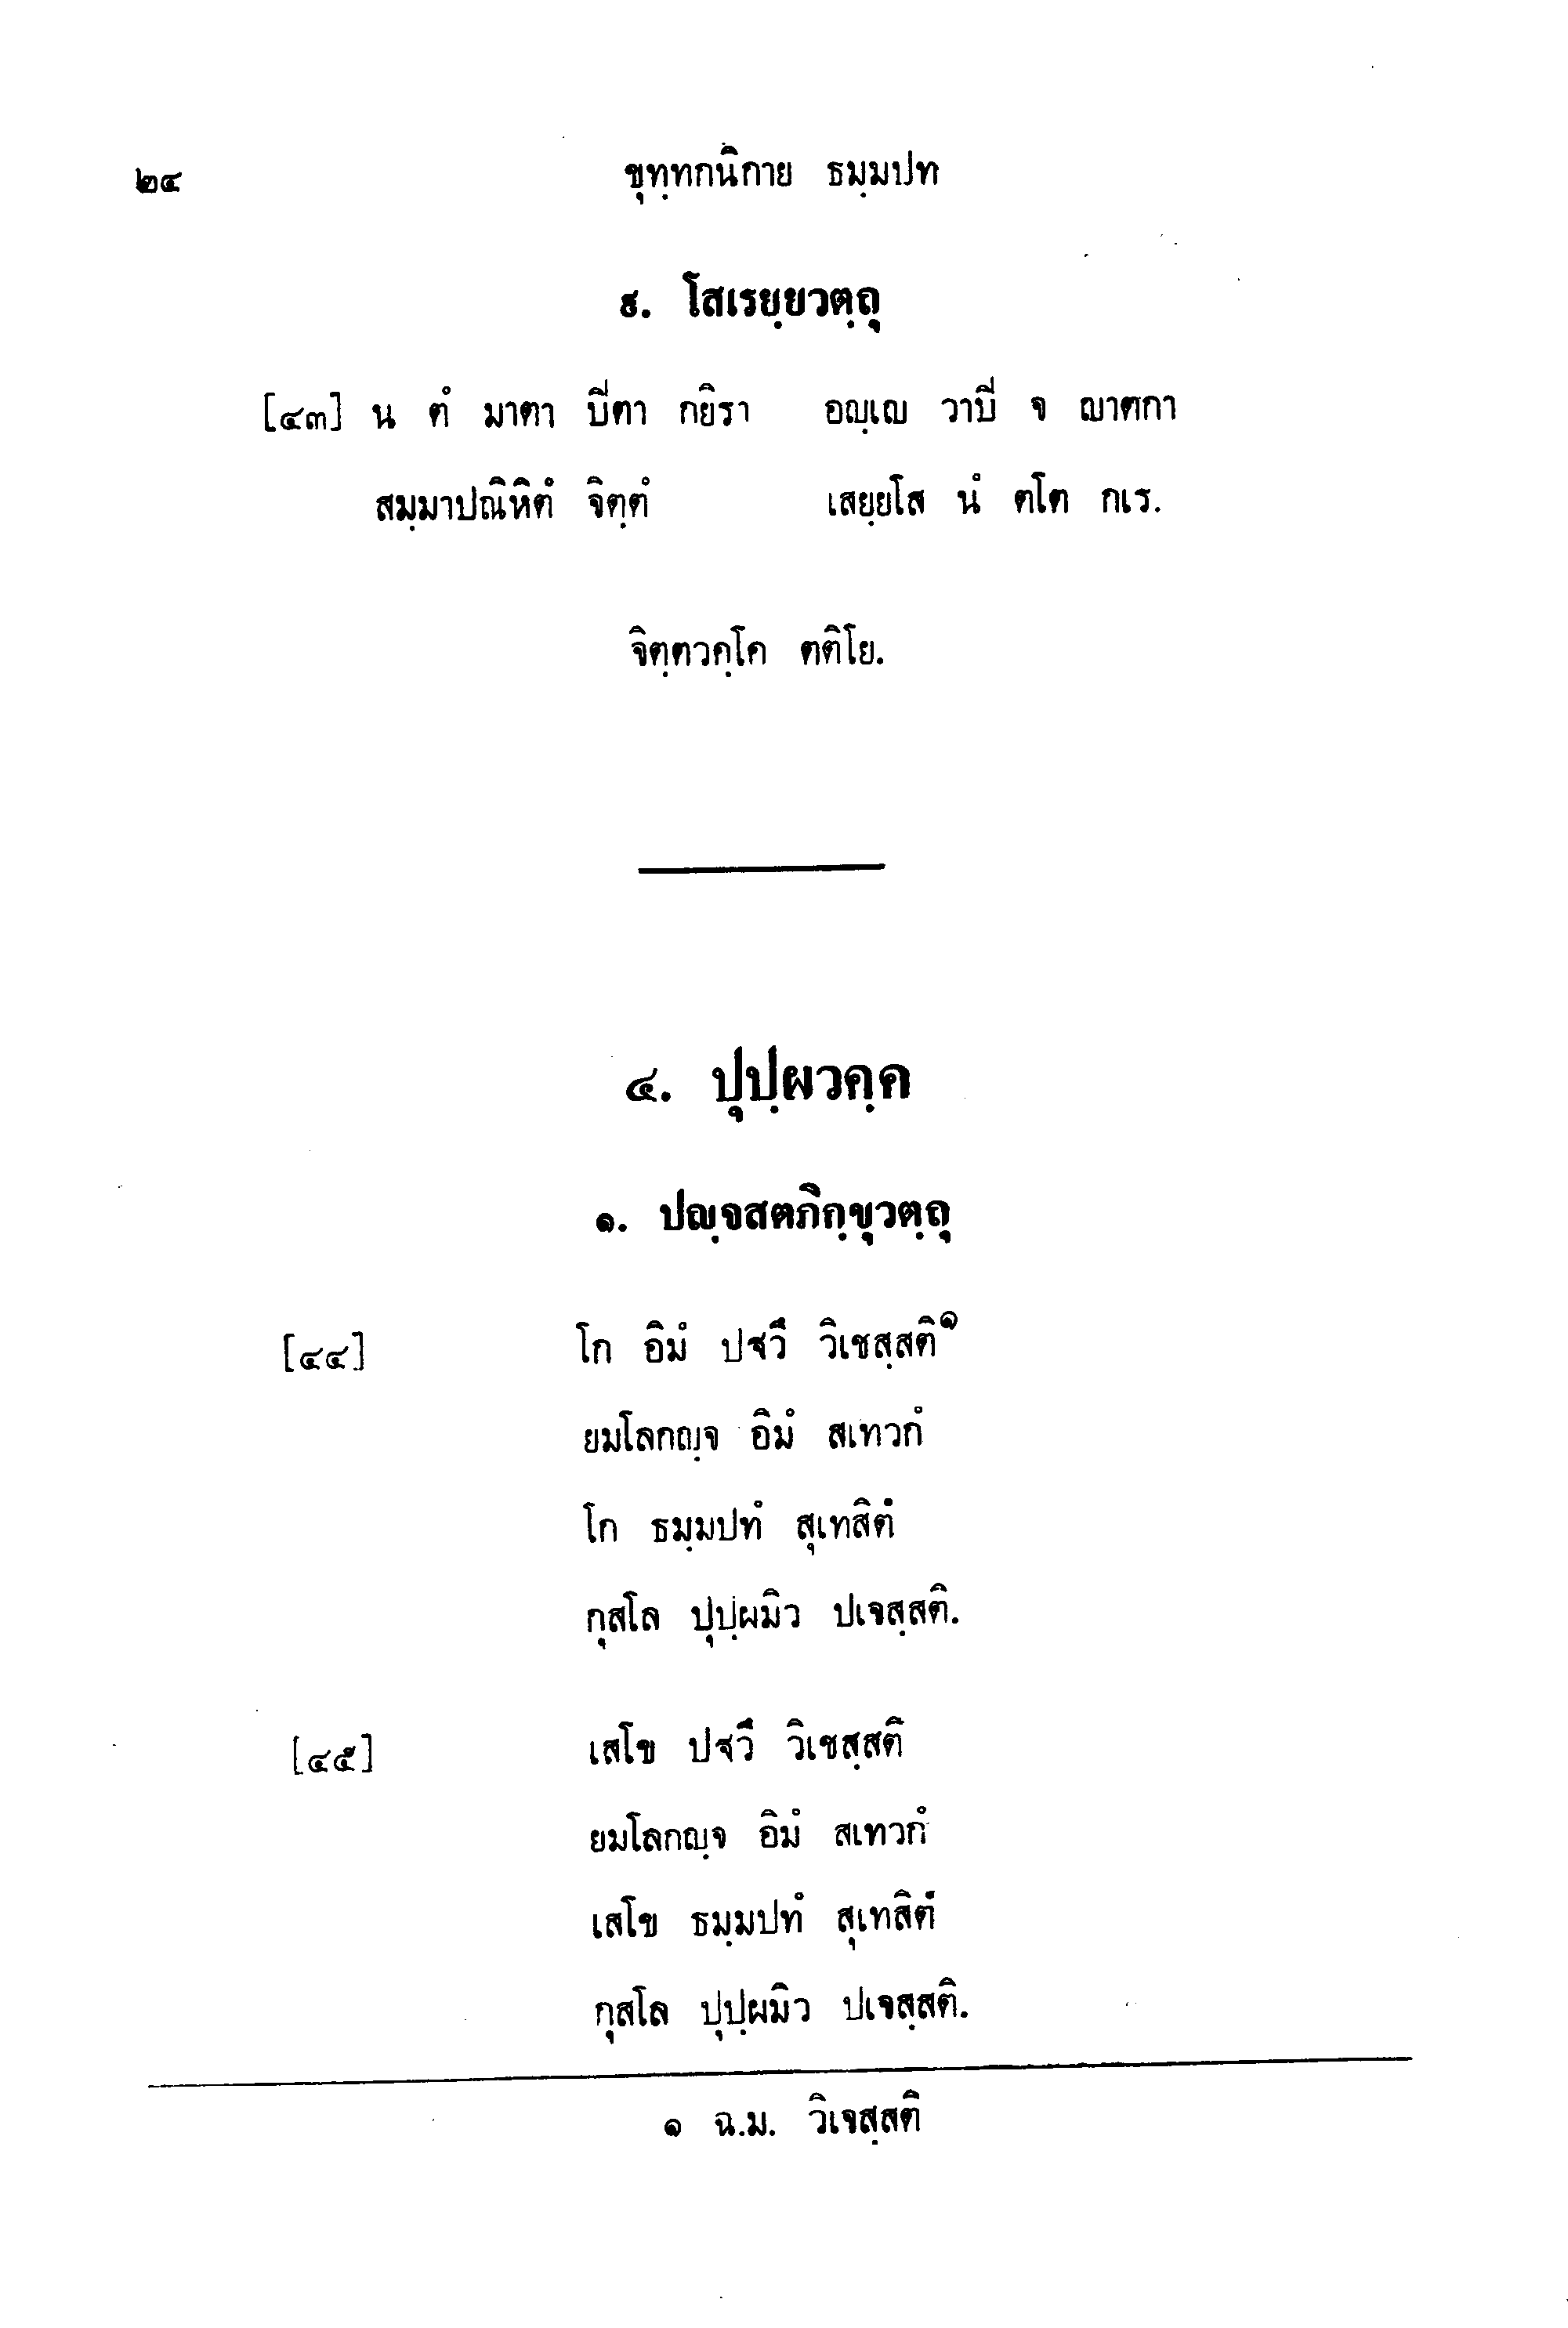 ๒๔
ขุทฺทกนิกาย ธมฺมปท
๙. โสเรยฺยวตฺถุ
[๔๓] น ตํ มาตา ปิตา กยิรา อญฺเญ วาปิ จ ญาตกา
สมฺมาปณิหิตํ จิตฺตํ เสยฺยโส นํ ตโต กเร.
จิตฺตวคฺโค ตติโย.
๔. ปุปฺผวคฺค
๑. ปญฺจสตภิกฺขุวตฺถุ
[๔๔] โก อิมํ ปฐวึ วิเชสฺสติ๑
ยมโลกญฺจ อิมํ สเทวกํ
โก ธมฺมปทํ สุเทสิตํ
กุสโล ปุปฺผมิว ปเจสฺสติ.
[๔๕] เสโข ปฐวึ วิเชสฺสติ
ยมโลกญฺจ อิมํ สเทวกํ
เสโข ธมฺมปทํ สุเทสิตํ
กุสโล ปุปฺผมิว ปเจสฺสติ.
๑ ฉ.ม. วิเจสฺสติ